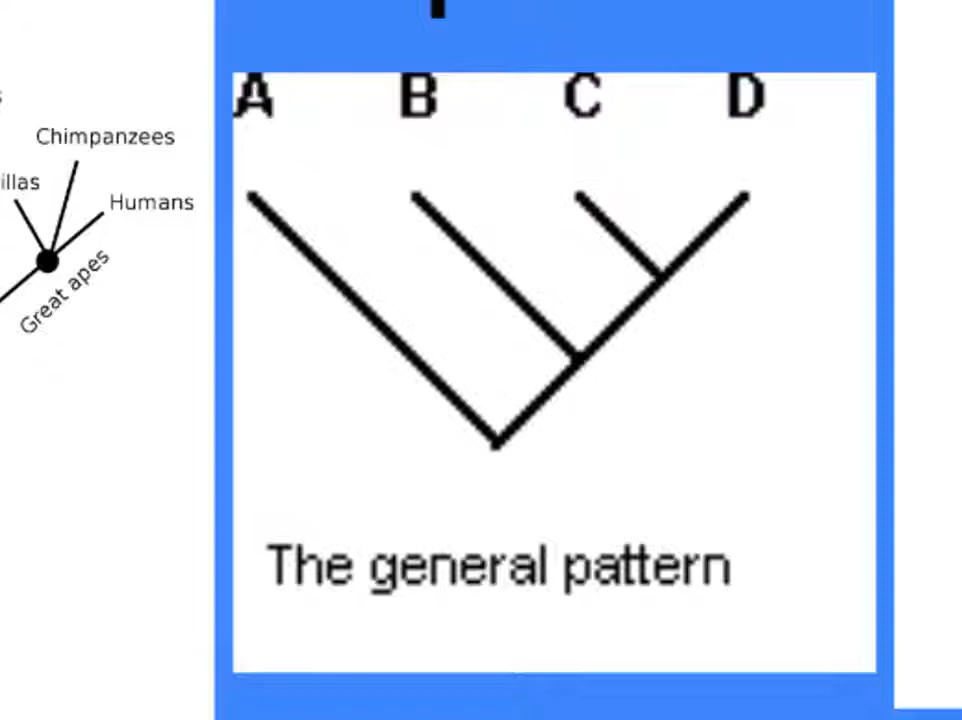 Chimpanzees
Humans
Great apes
A B C D
The general pattern